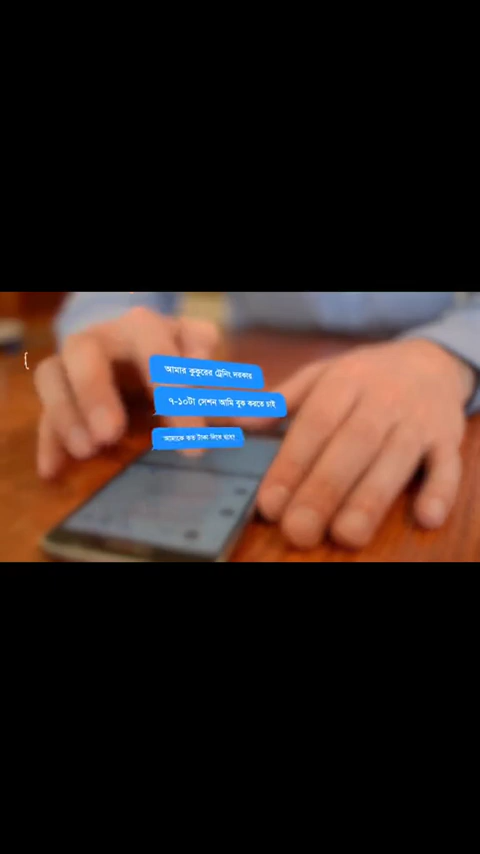 আমার কুকুরের ট্রেনিং দরকার
৭-১০টা সেশন আমি বুক করতে চাই
আমাকে কত টাকা দিতে হবে?